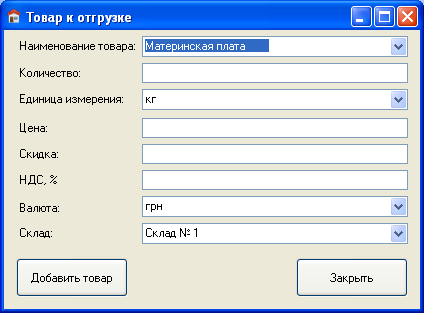 Товар к отгрузке
Наименование товара: Материнская плата
Количество:
Единица измерения: кг
Цена:
Скидка:
НДС, %
Валюта: грн
Склад: Склад № 1
Добавить товар Закрыть